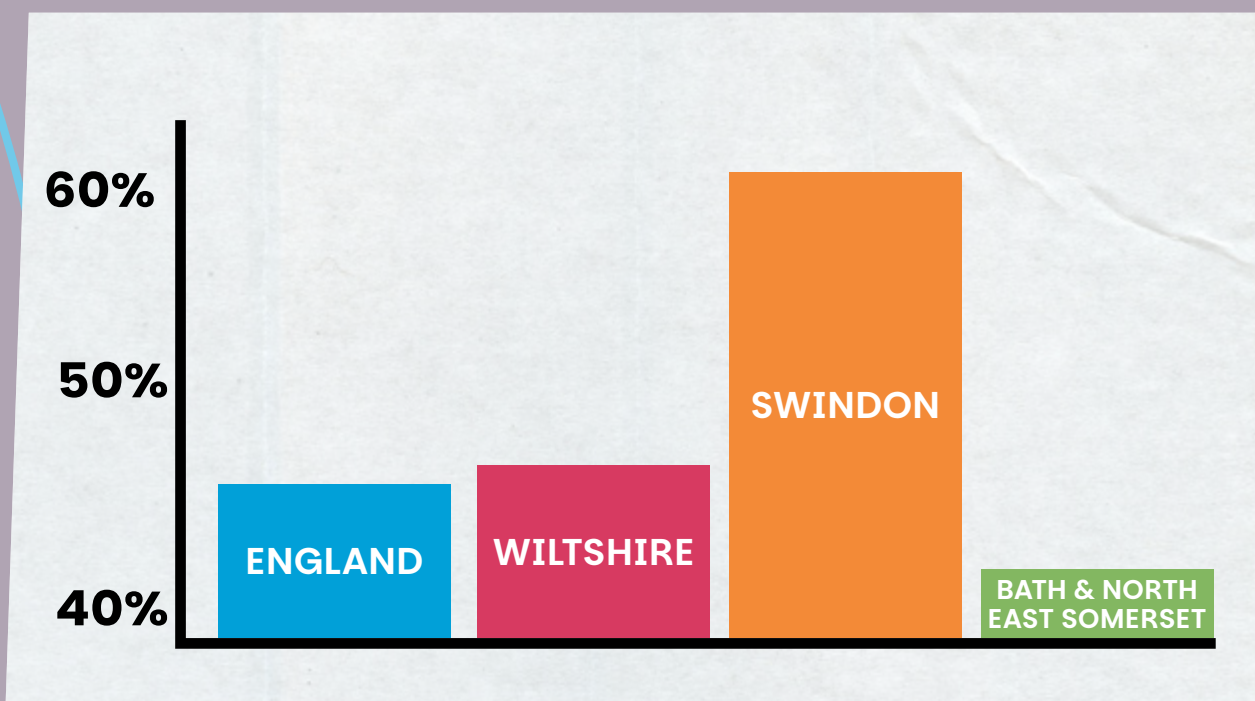 60%
50%
40%
ENGLAND
WILTSHIRE
SWINDON
BATH & NORTH
EAST SOMERSET